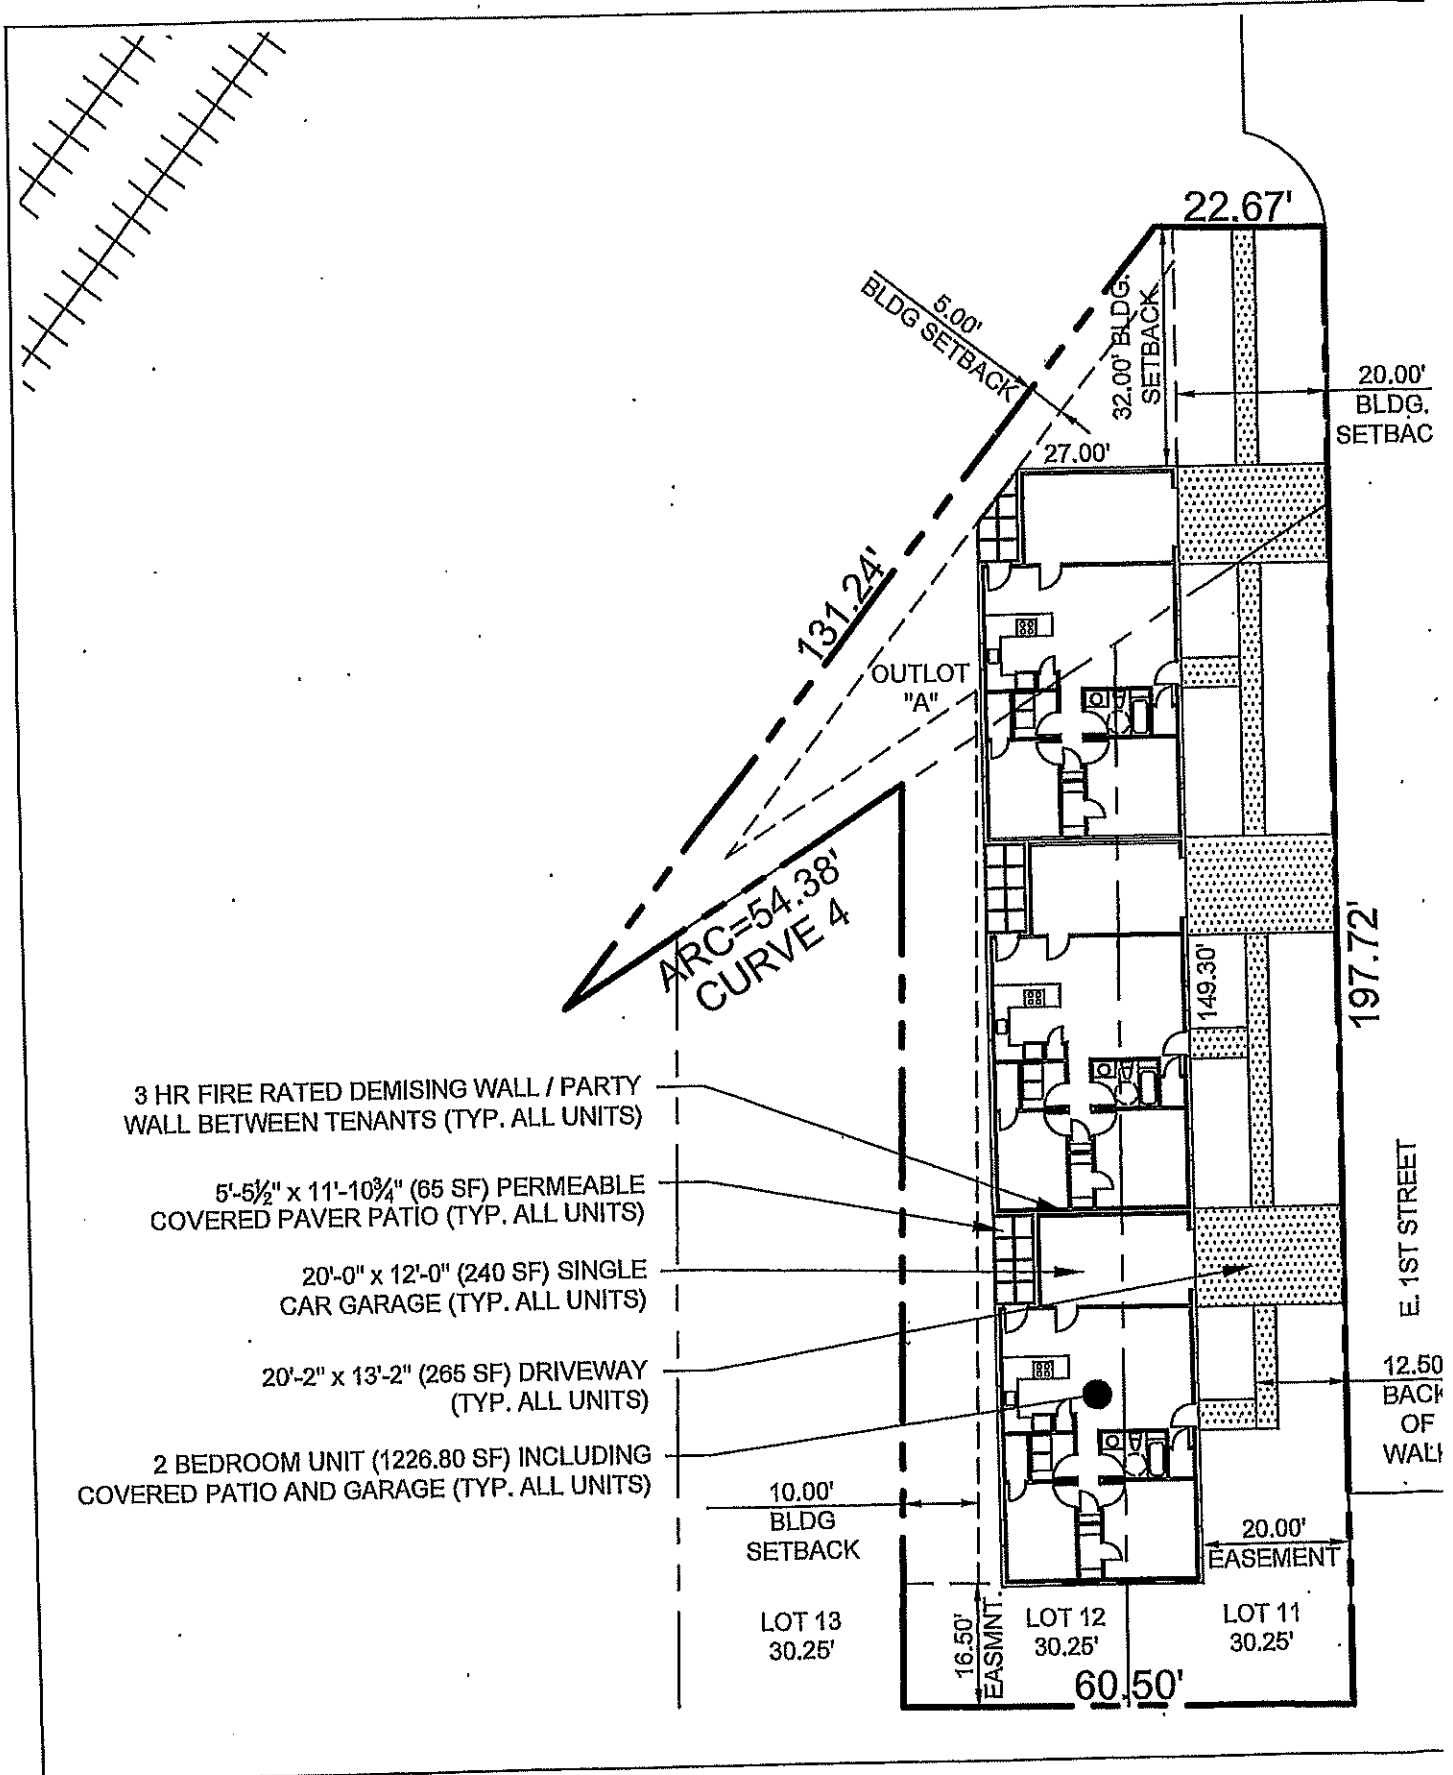 22.67'
5.00'
BLDG SETBACK
32.00' BLDG.
SETBACK
20.00'
BLDG.
SETBAC
27.00'
131.24'
OUTLOT
"A"
ARC=54.38'
CURVE 4
149.30'
197.72'
3 HR FIRE RATED DEMISING WALL / PARTY
WALL BETWEEN TENANTS (TYP. ALL UNITS)
5'-5½" x 11'-10¾" (65 SF) PERMEABLE
COVERED PAVER PATIO (TYP. ALL UNITS)
20'-0" x 12'-0" (240 SF) SINGLE
CAR GARAGE (TYP. ALL UNITS)
20'-2" x 13'-2" (265 SF) DRIVEWAY
(TYP. ALL UNITS)
2 BEDROOM UNIT (1226.80 SF) INCLUDING
COVERED PATIO AND GARAGE (TYP. ALL UNITS)
E. 1ST STREET
12.50
BACK
OF
WALK
10.00'
BLDG
SETBACK
20.00'
EASEMENT
LOT 13
30.25'
16.50'
EASMNT.
LOT 12
30.25'
LOT 11
30.25'
60.50'